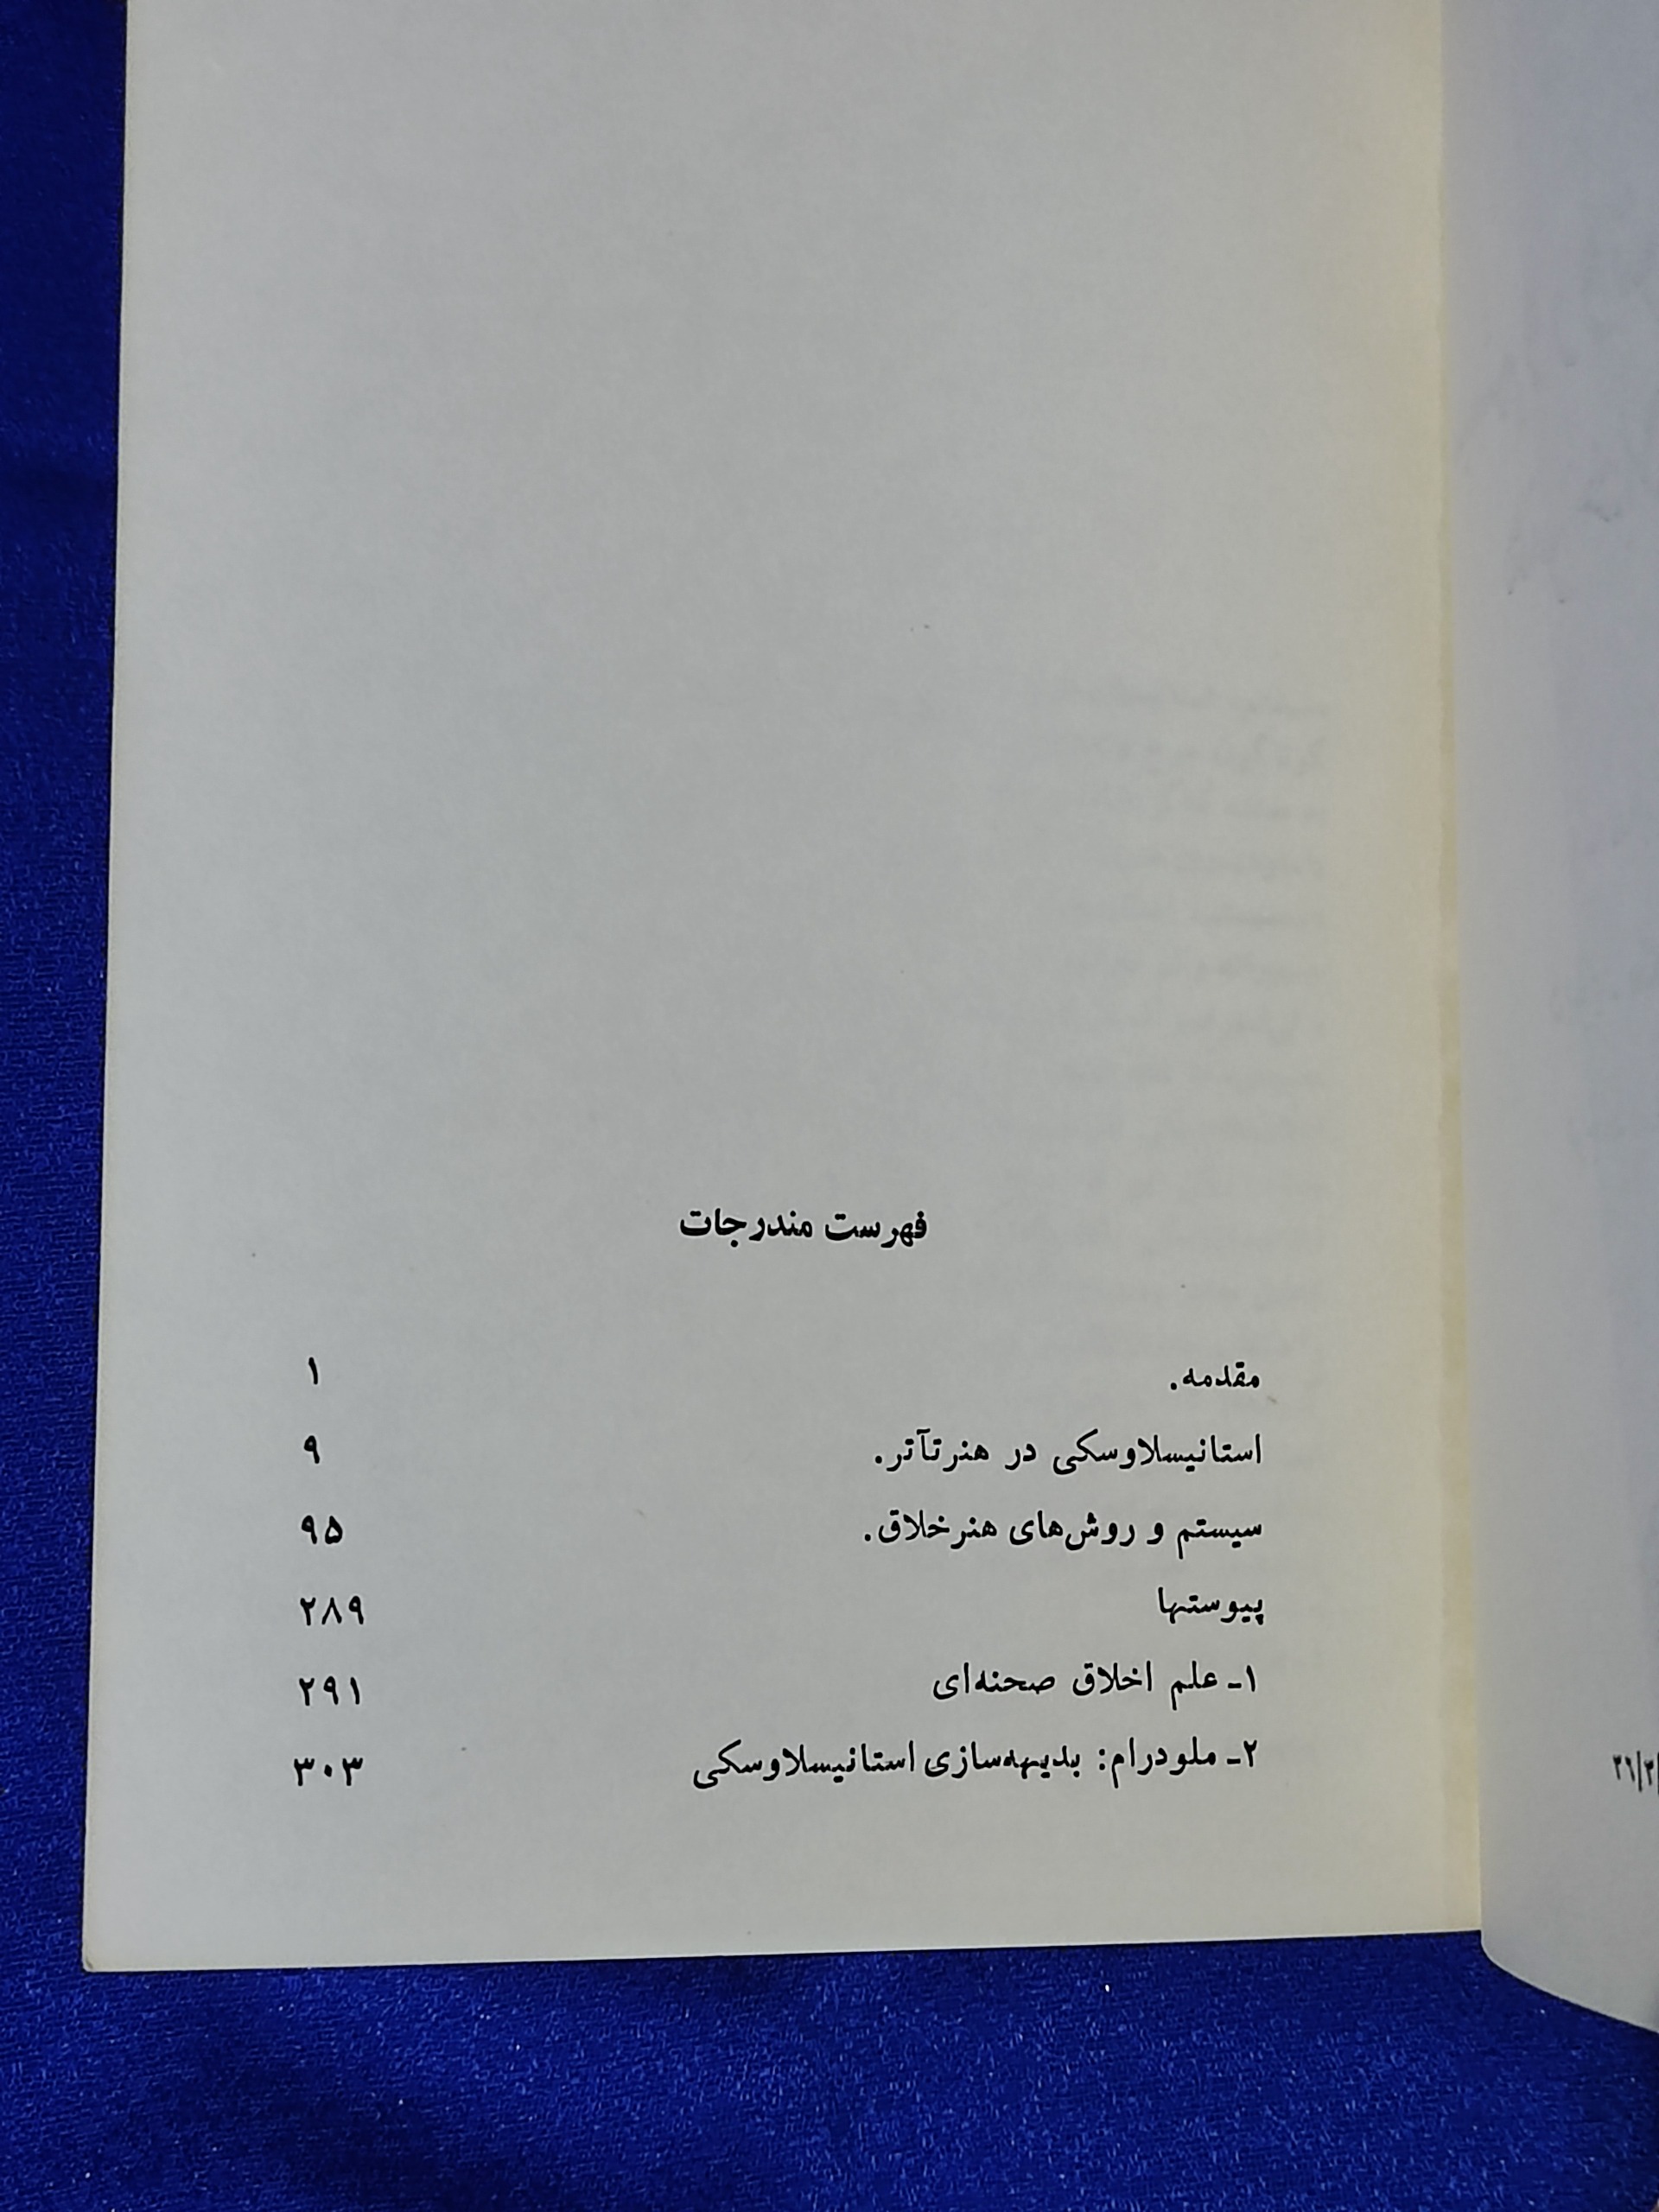 فهرست مندرجات
مقدمه. ۱
استانیسلاوسکی در هنرتآتر. ۹
سیستم و روش‌های هنرخلاق. ۹۵
پیوستها ۲۸۹
۱ـ علم اخلاق صحنه‌ای ۲۹۱
۲ـ ملودرام: بدیهه‌سازی استانیسلاوسکی ۳۰۳